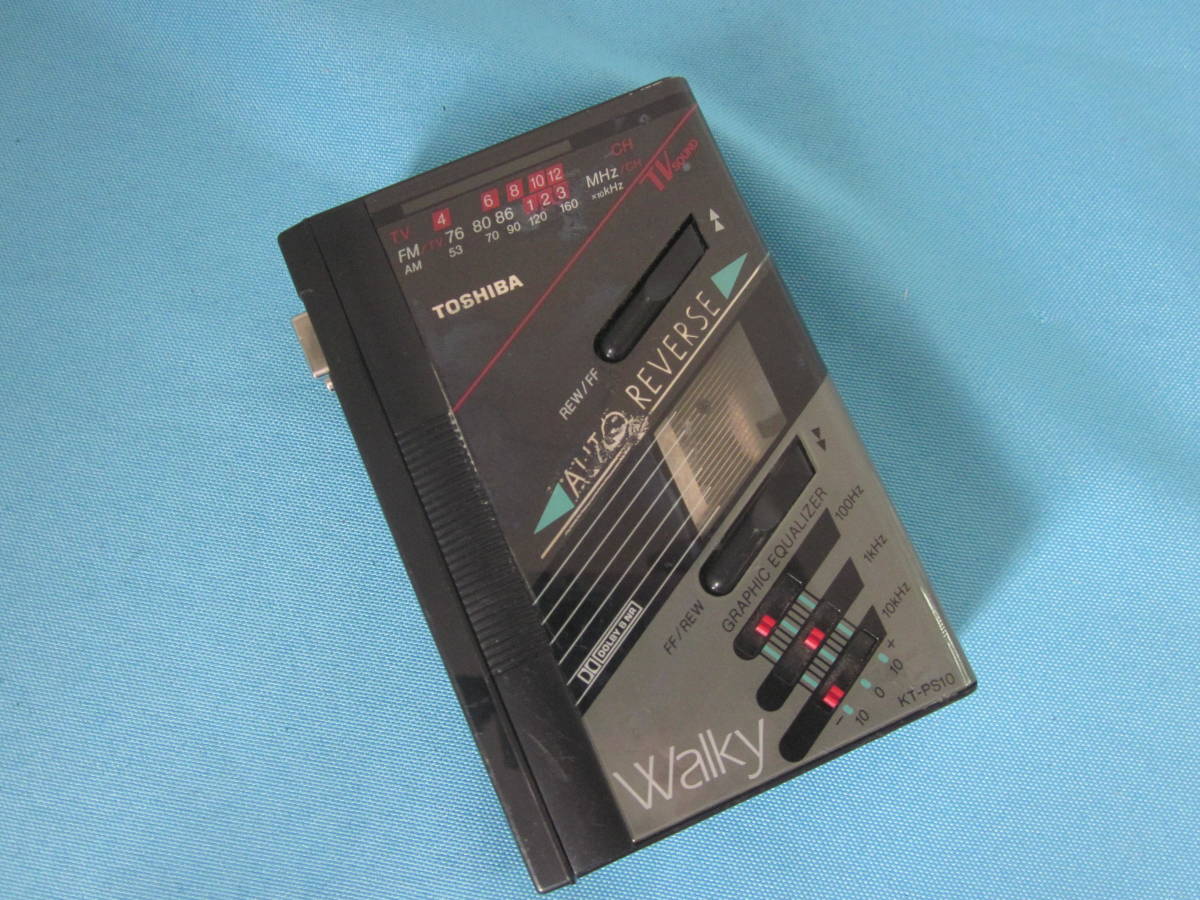 CH
4 6 8 10 12
TV 1 2 3
MHz/CH
FM/TV 76 80 86
x10kHz
AM 53 70 90 120 160
TV SOUND
TOSHIBA
REW/FF
AUTO REVERSE
DOLBY B NR
FF/REW
GRAPHIC EQUALIZER
100Hz
1kHz
10kHz
+
10
0
10
−
KT-PS10
Walky